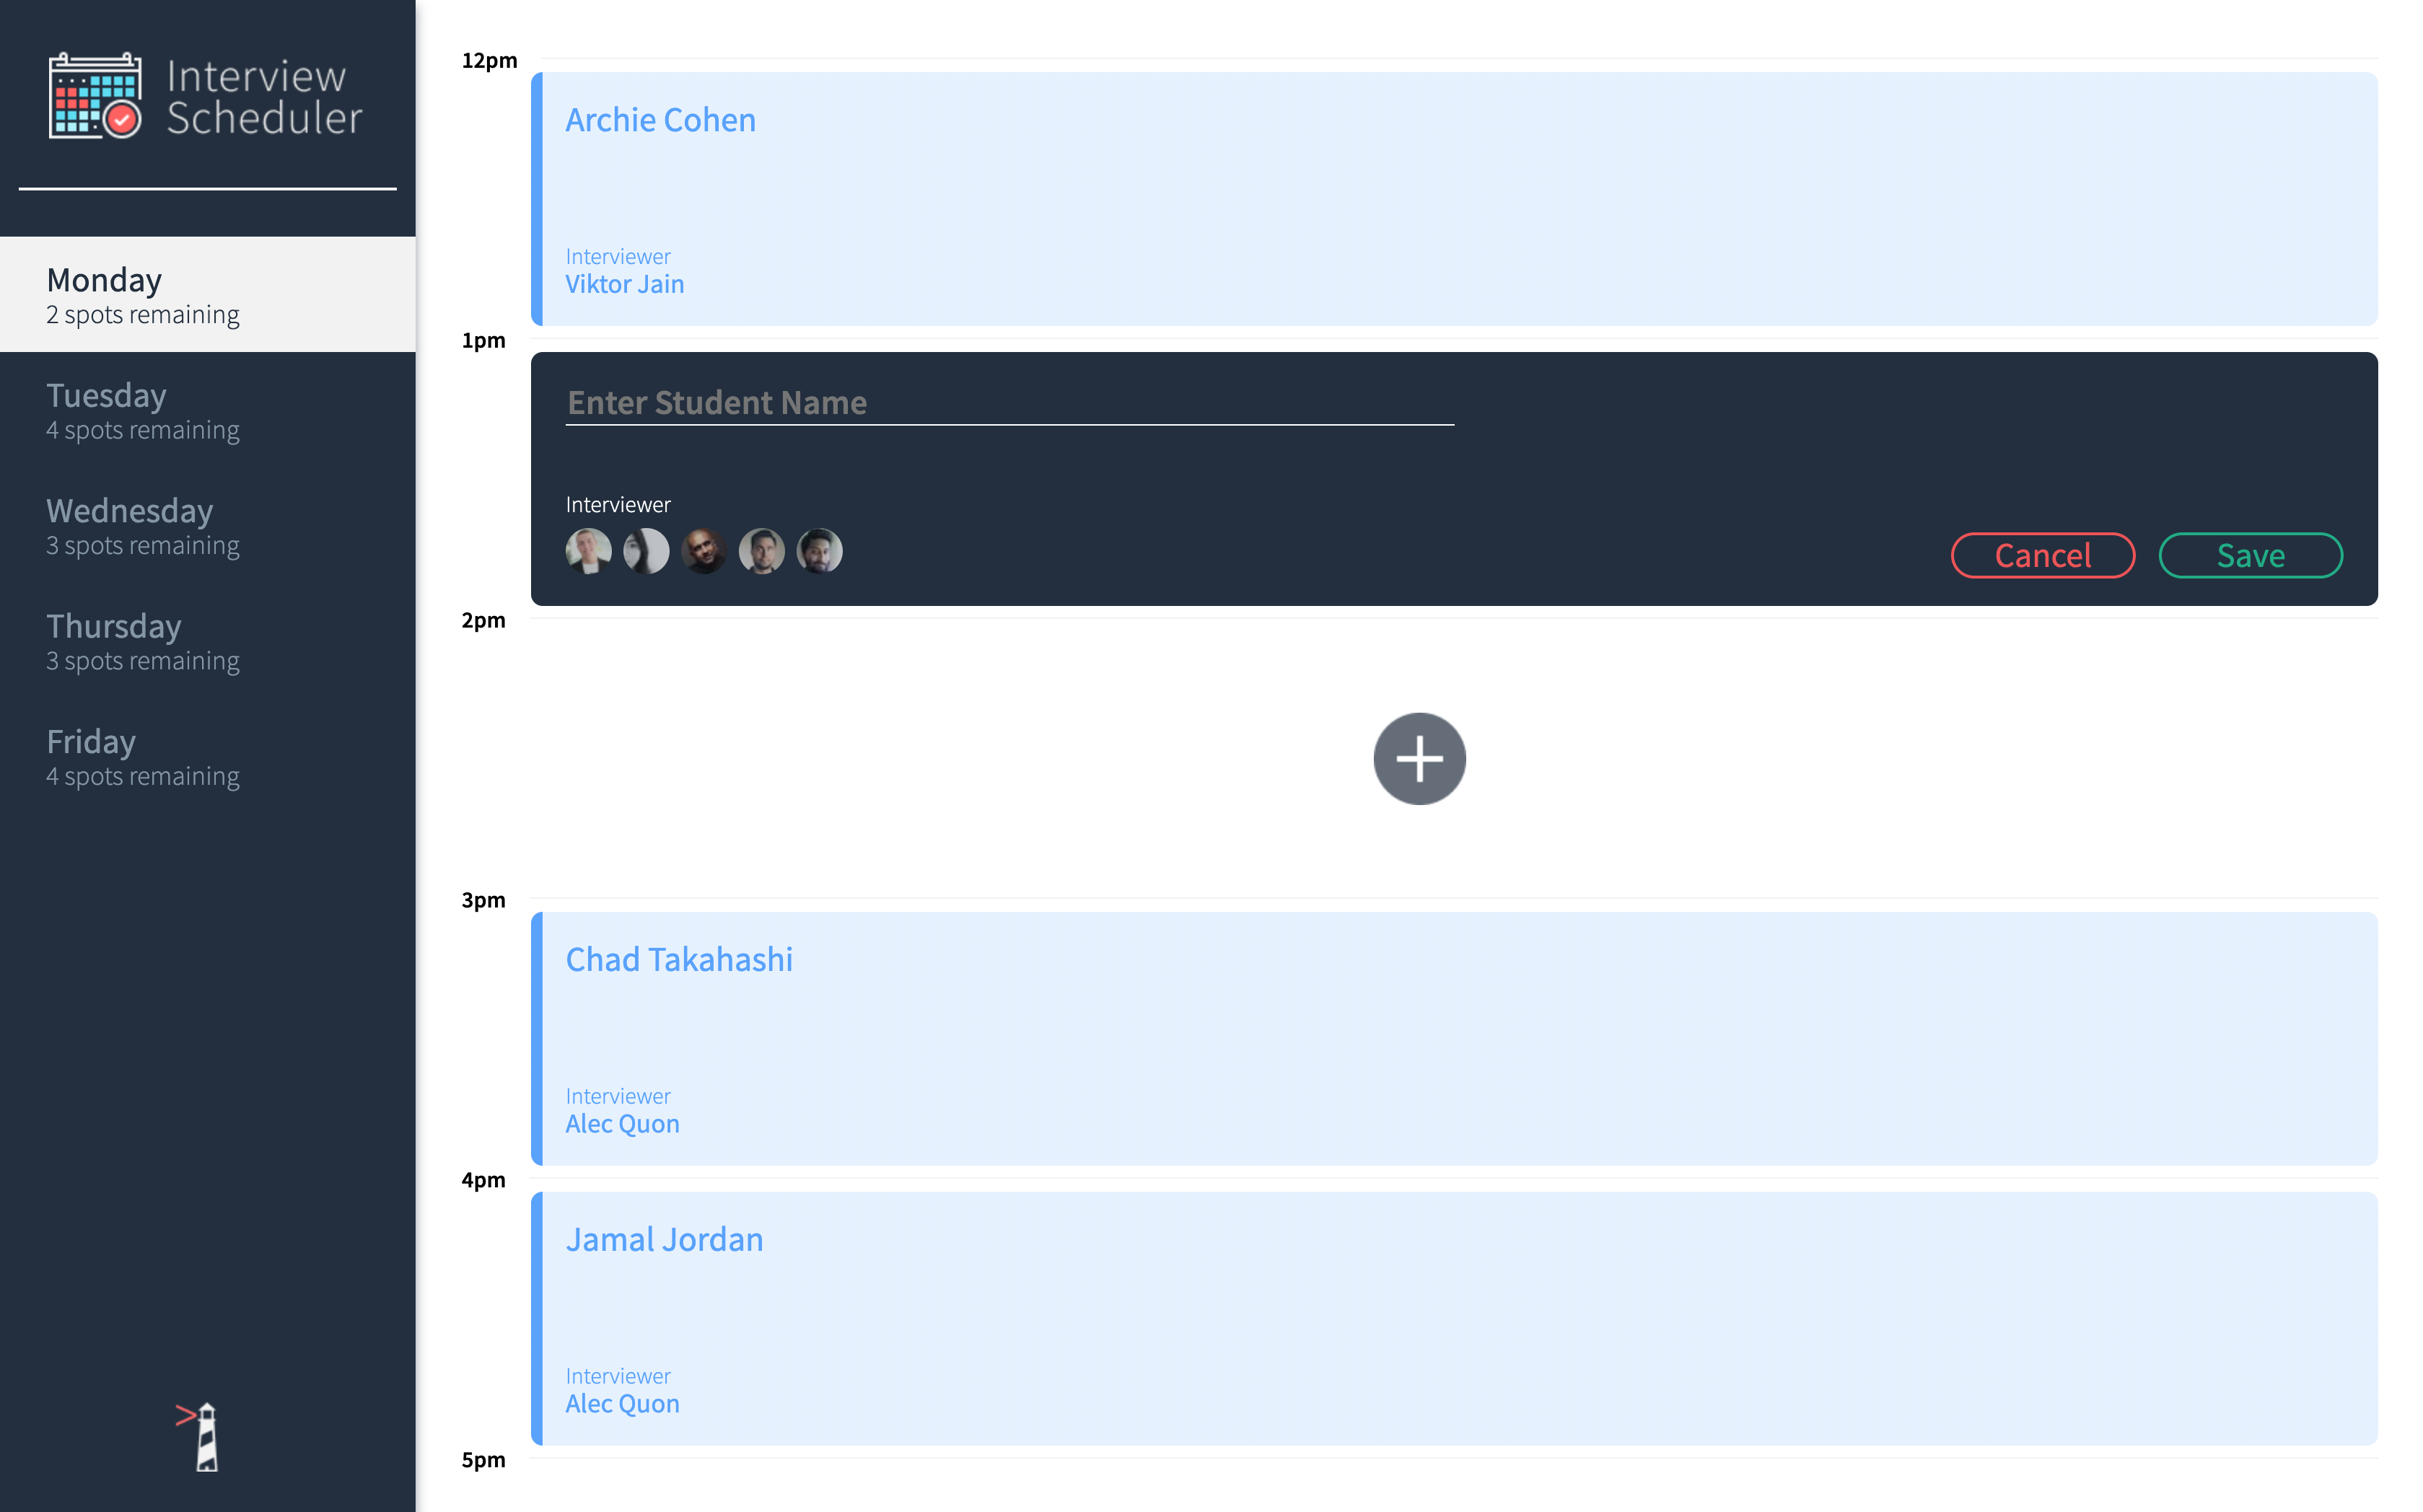 Interview
Scheduler
Monday
2 spots remaining
Tuesday
4 spots remaining
Wednesday
3 spots remaining
Thursday
3 spots remaining
Friday
4 spots remaining
12pm
Archie Cohen
Interviewer
Viktor Jain
1pm
Enter Student Name
Interviewer
Cancel Save
2pm
3pm
Chad Takahashi
Interviewer
Alec Quon
4pm
Jamal Jordan
Interviewer
Alec Quon
5pm